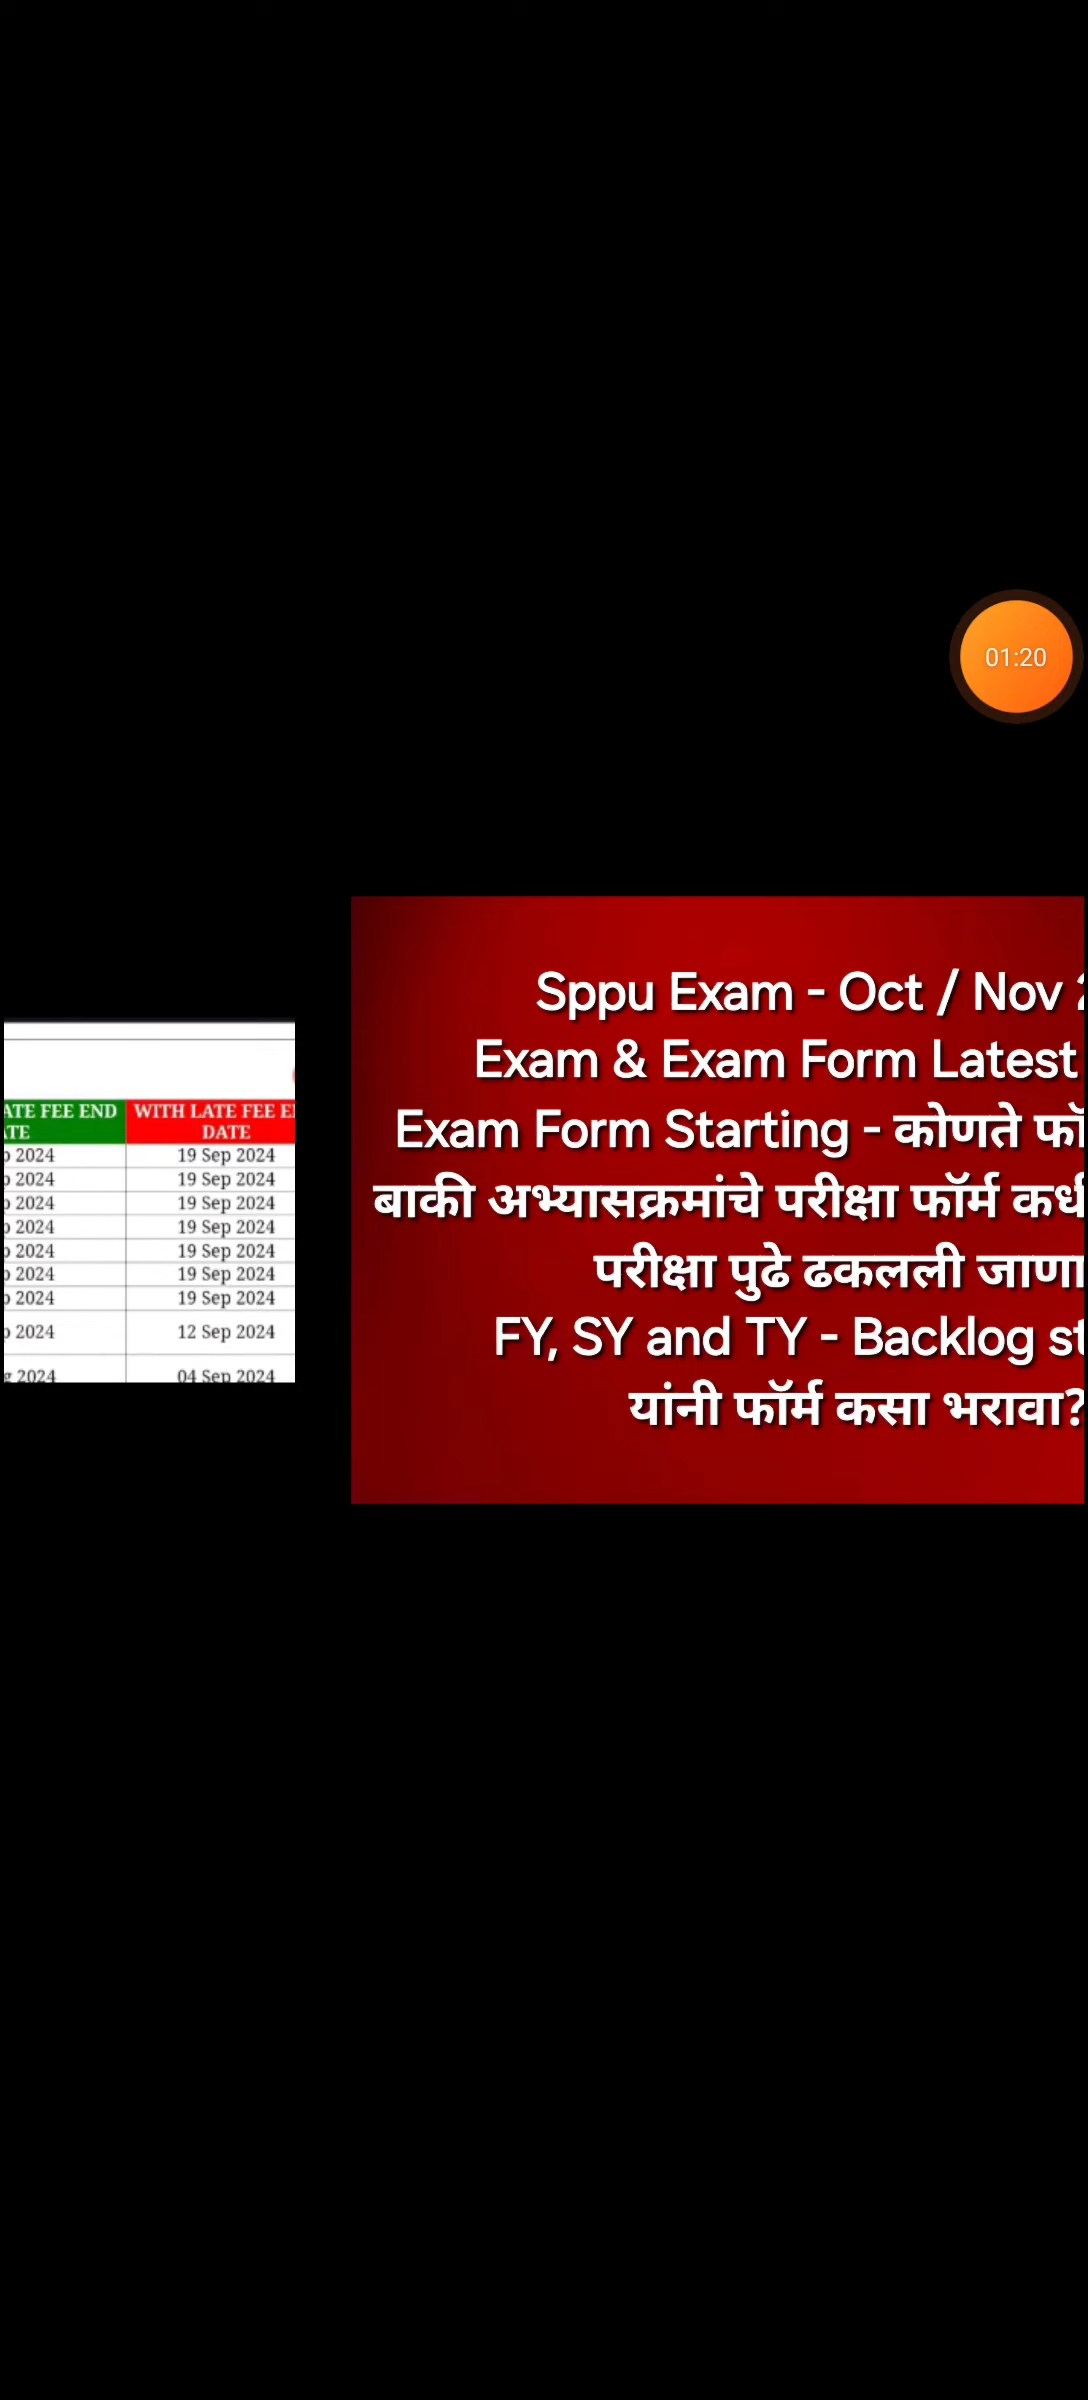 01:20
Sppu Exam - Oct / Nov
Exam & Exam Form Latest
Exam Form Starting - कोणते
बाकी अभ्यासक्रमांचे परीक्षा फॉर्म
परीक्षा पुढे ढकलली
FY, SY and TY - Backlog
यांनी फॉर्म कसा भरावा?
FEE END WITH LATE FEE
DATE
2024 19 Sep 2024
2024 19 Sep 2024
2024 19 Sep 2024
2024 19 Sep 2024
2024 19 Sep 2024
2024 19 Sep 2024
2024 19 Sep 2024
2024 12 Sep 2024
2024 04 Sep 2024